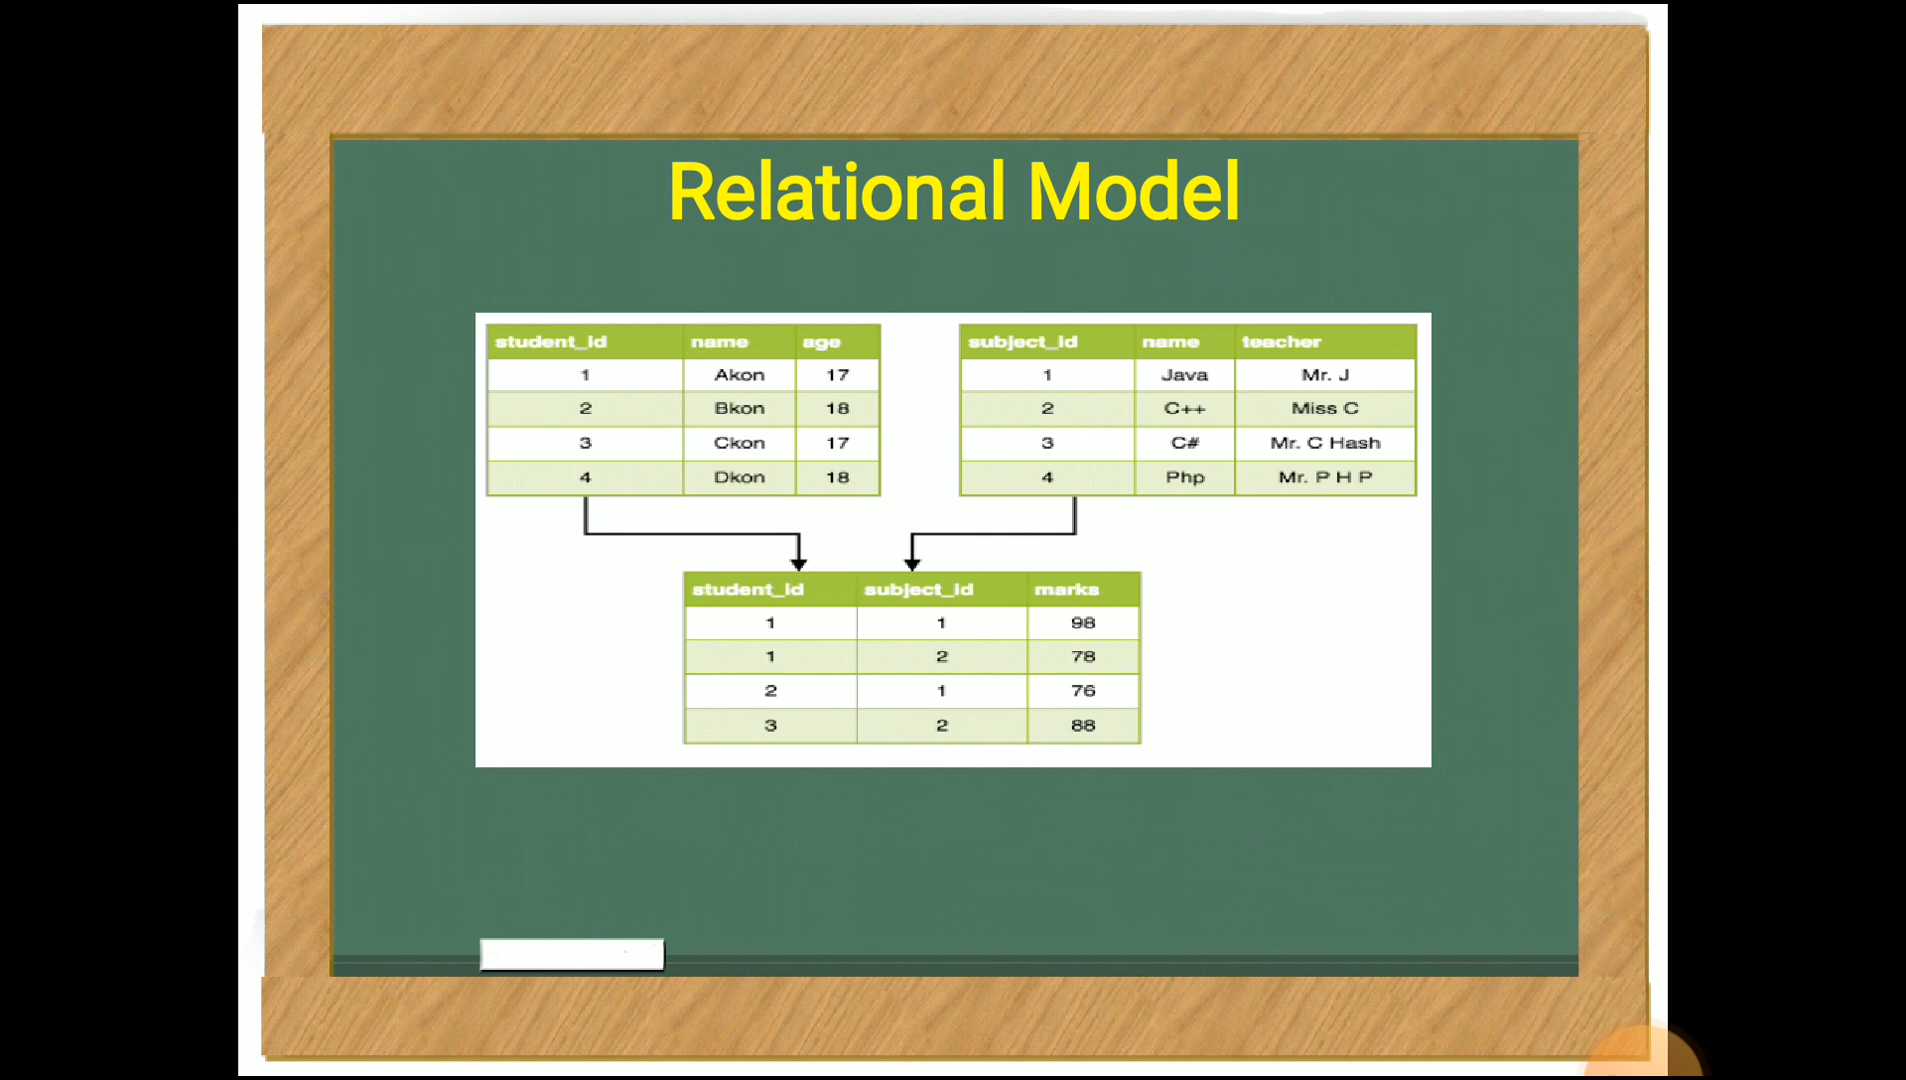 Relational Model
student_id name age
1 Akon 17
2 Bkon 18
3 Ckon 17
4 Dkon 18
subject_id name teacher
1 Java Mr. J
2 C++ Miss C
3 C# Mr. C Hash
4 Php Mr. P H P
student_id subject_id marks
1 1 98
1 2 78
2 1 76
3 2 88